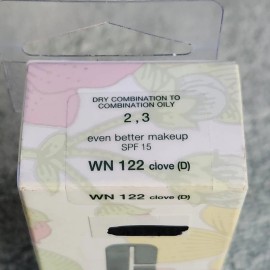 DRY COMBINATION TO
COMBINATION OILY
2 , 3
even better makeup
SPF 15
WN 122 clove (D)
WN 122 clove (D)